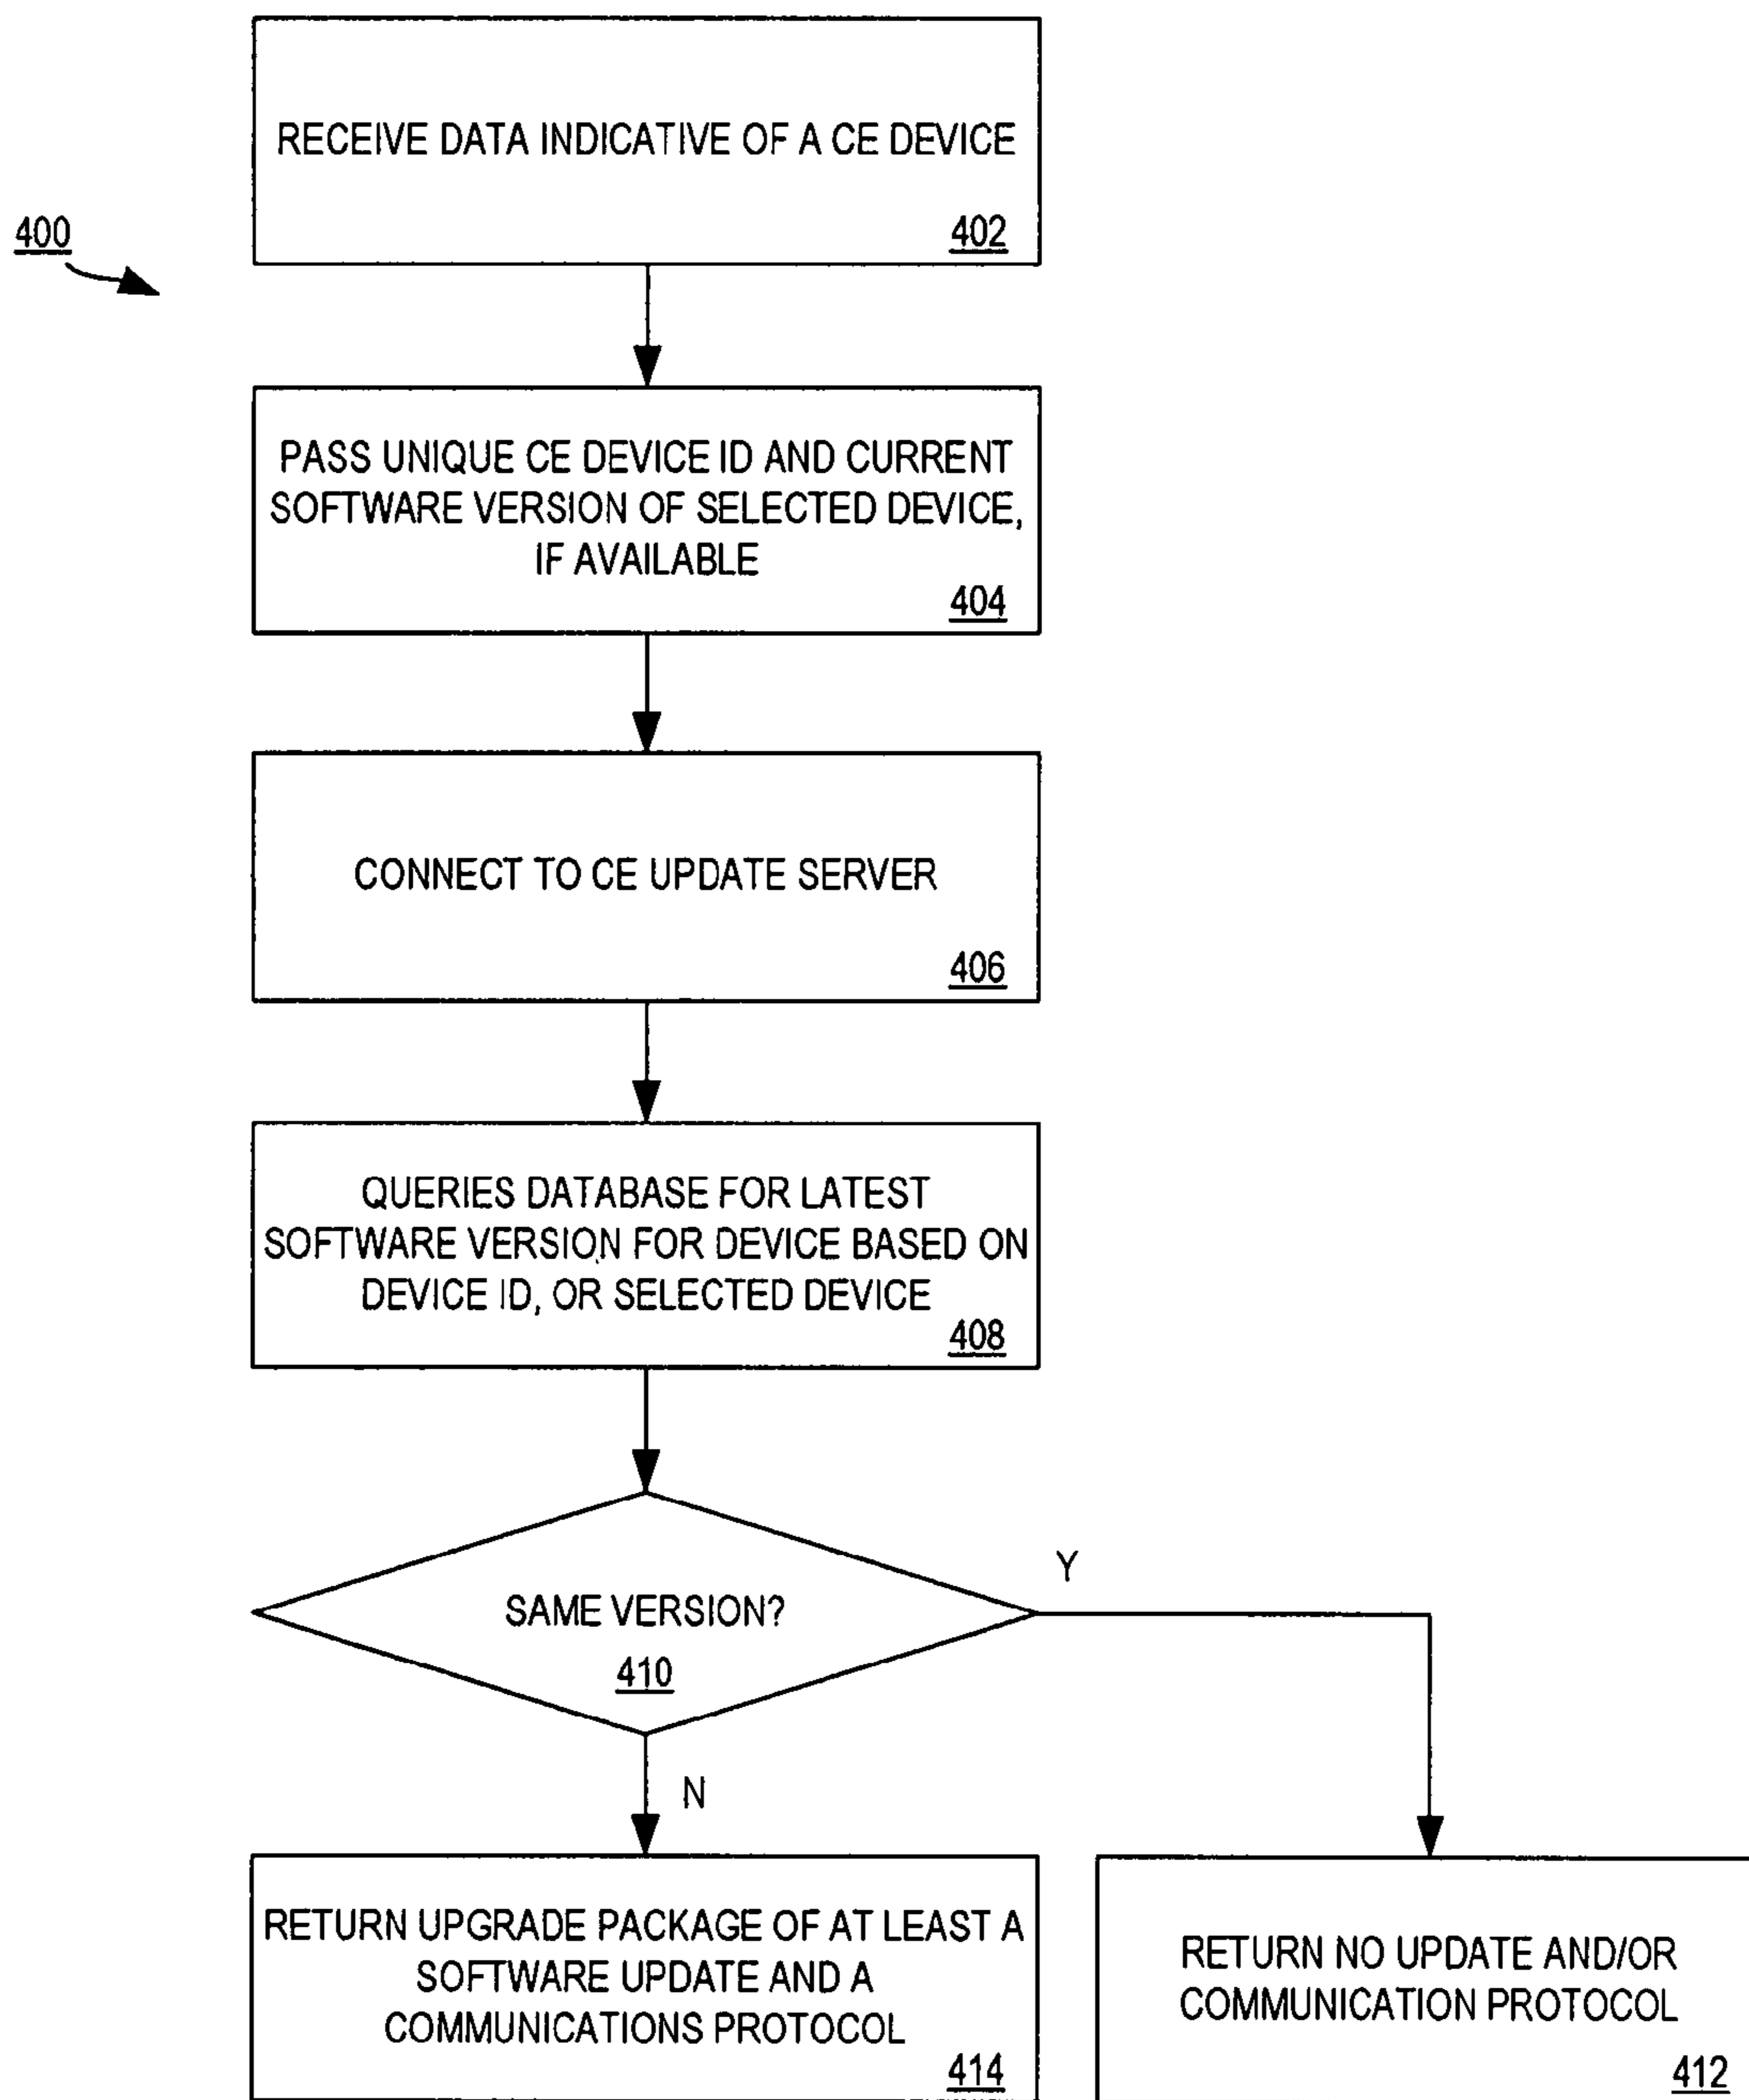 RECEIVE DATA INDICATIVE OF A CE DEVICE
402
400
PASS UNIQUE CE DEVICE ID AND CURRENT
SOFTWARE VERSION OF SELECTED DEVICE,
IF AVAILABLE
404
CONNECT TO CE UPDATE SERVER
406
QUERIES DATABASE FOR LATEST
SOFTWARE VERSION FOR DEVICE BASED ON
DEVICE ID, OR SELECTED DEVICE
408
SAME VERSION?
410
Y
N
RETURN UPGRADE PACKAGE OF AT LEAST A
SOFTWARE UPDATE AND A
COMMUNICATIONS PROTOCOL
414
RETURN NO UPDATE AND/OR
COMMUNICATION PROTOCOL
412